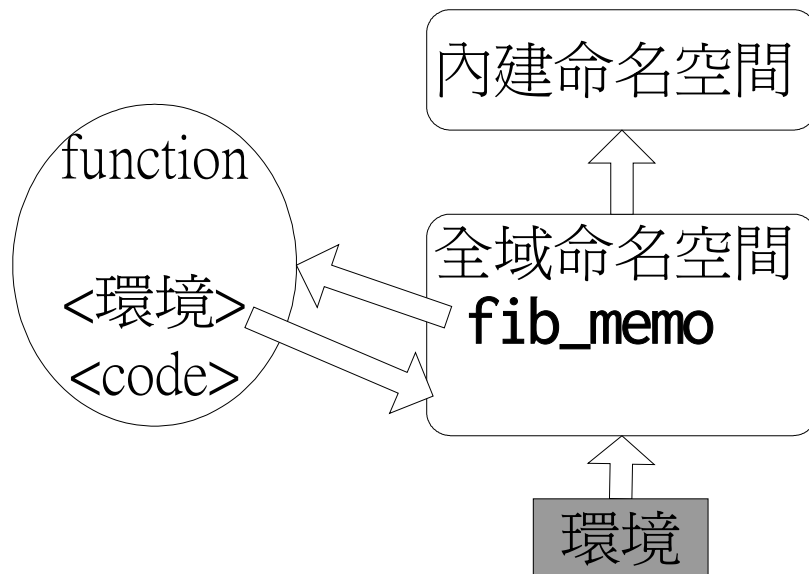 內建命名空間
function
<環境>
<code>
全域命名空間
fib_memo
環境